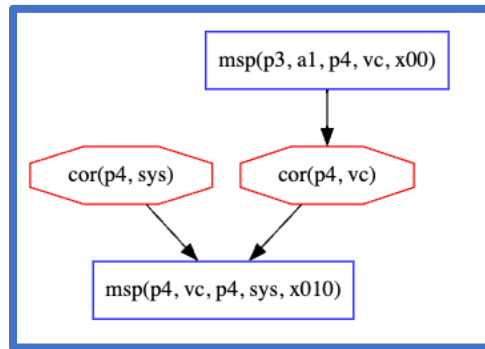 msp(p3, a1, p4, vc, x00)
cor(p4, sys)
cor(p4, vc)
msp(p4, vc, p4, sys, x010)